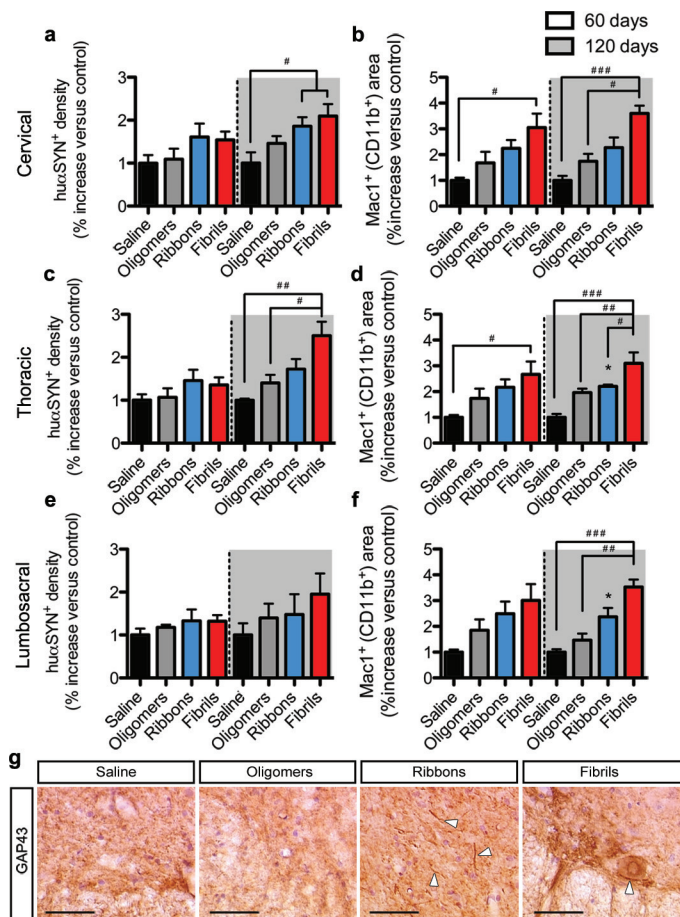 60 days
120 days
a
Cervical
huαSYN⁺ density
(% increase versus control)
3
2
1
0
#
Saline
Oligomers
Ribbons
Fibrils
Saline
Oligomers
Ribbons
Fibrils
b
Mac1⁺ (CD11b⁺) area
(%increase versus control)
5
4
3
2
1
0
#
###
#
Saline
Oligomers
Ribbons
Fibrils
Saline
Oligomers
Ribbons
Fibrils
c
Thoracic
huαSYN⁺ density
(% increase versus control)
3
2
1
0
##
#
Saline
Oligomers
Ribbons
Fibrils
Saline
Oligomers
Ribbons
Fibrils
d
Mac1⁺ (CD11b⁺) area
(%increase versus control)
5
4
3
2
1
0
#
###
##
#
*
Saline
Oligomers
Ribbons
Fibrils
Saline
Oligomers
Ribbons
Fibrils
e
Lumbosacral
huαSYN⁺ density
(% increase versus control)
3
2
1
0
Saline
Oligomers
Ribbons
Fibrils
Saline
Oligomers
Ribbons
Fibrils
f
Mac1⁺ (CD11b⁺) area
(%increase versus control)
5
4
3
2
1
0
###
##
*
Saline
Oligomers
Ribbons
Fibrils
Saline
Oligomers
Ribbons
Fibrils
g
Saline
Oligomers
Ribbons
Fibrils
GAP43